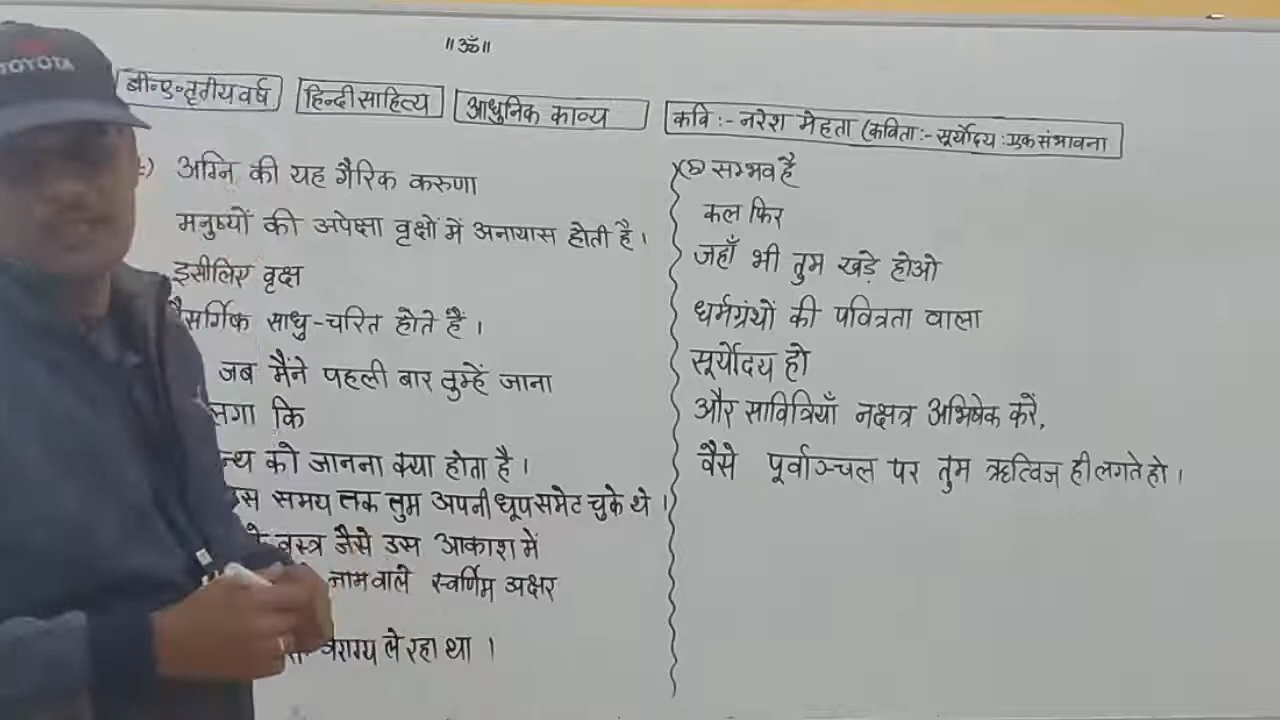 TOYOTA
॥ॐ॥
बी॰ए॰तृतीयवर्ष
हिन्दी साहित्य
आधुनिक काव्य
कवि :- नरेश मेहता (कविता :- सूर्योदय : एक संभावना
अग्नि की यह गैरिक करुणा
मनुष्यों की अपेक्षा वृक्षों में अनायास होती है।
इसीलिए वृक्ष
साधु-चरित होते है।
जब मैंने पहली बार तुम्हें जाना
लगा कि
को जानना क्या होता है।
समय तक तुम अपनी धूप समेट चुके थे।
वस्त्र जैसे उस आकाश में
नाम वाले स्वर्णिम अक्षर
वैराग्य ले रहा था।
सम्भव है
कल फिर
जहाँ भी तुम खड़े होओ
धर्मग्रंथों की पवित्रता वाला
सूर्योदय हो
और सावित्रियाँ नक्षत्र अभिषेक करें,
वैसे पूर्वाञ्चल पर तुम ऋत्विज ही लगते हो।